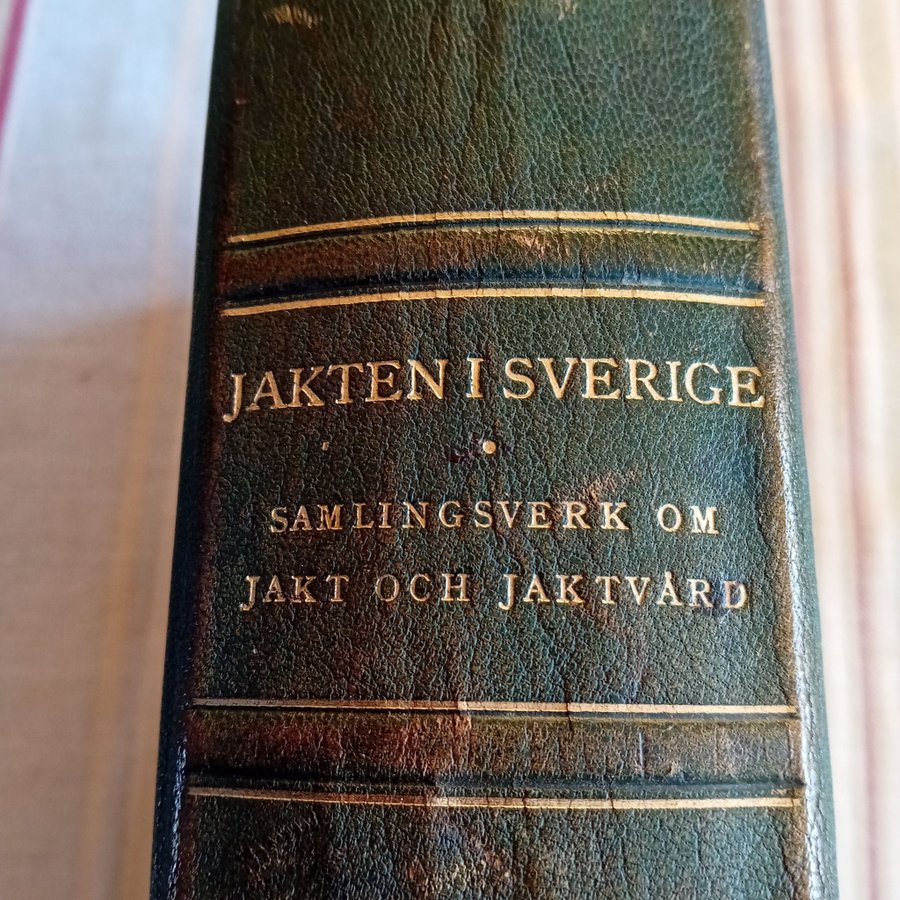 JAKTEN I SVERIGE
SAMLINGSVERK OM
JAKT OCH JAKTVÅRD